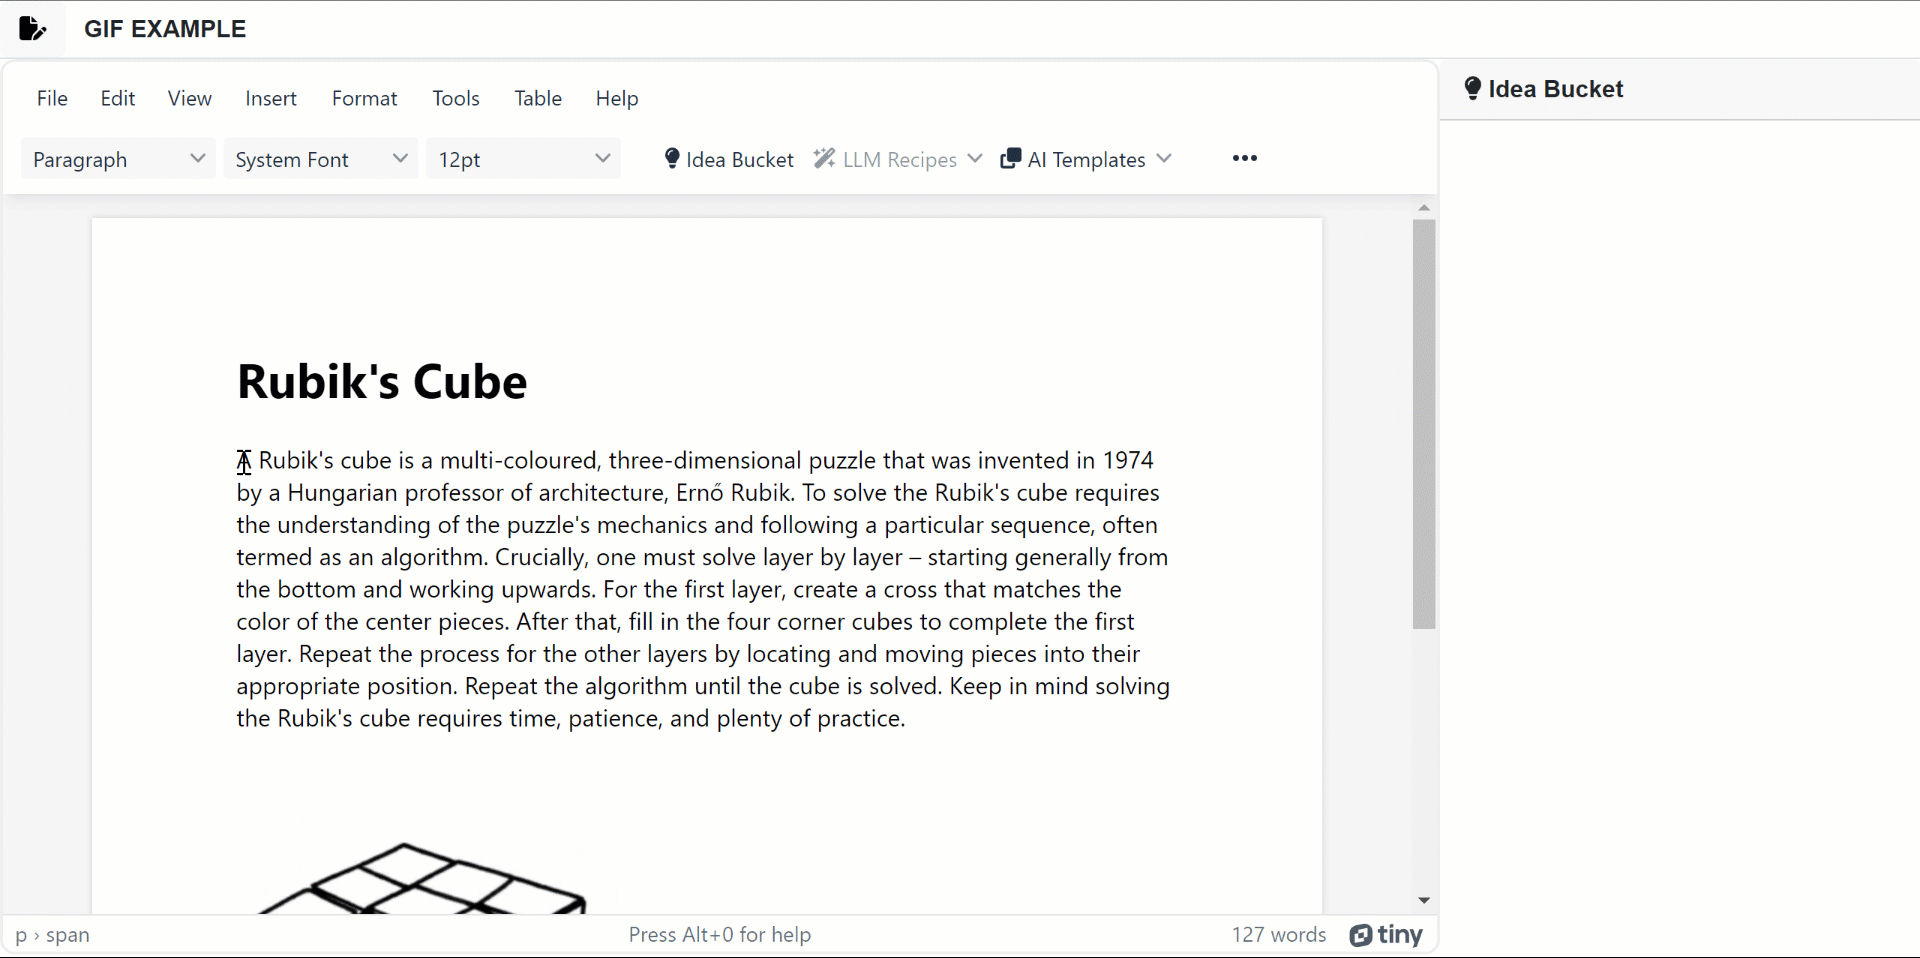 GIF EXAMPLE
File Edit View Insert Format Tools Table Help
Paragraph System Font 12pt Idea Bucket LLM Recipes AI Templates
Idea Bucket
Rubik's Cube
A Rubik's cube is a multi-coloured, three-dimensional puzzle that was invented in 1974
by a Hungarian professor of architecture, Ernő Rubik. To solve the Rubik's cube requires
the understanding of the puzzle's mechanics and following a particular sequence, often
termed as an algorithm. Crucially, one must solve layer by layer – starting generally from
the bottom and working upwards. For the first layer, create a cross that matches the
color of the center pieces. After that, fill in the four corner cubes to complete the first
layer. Repeat the process for the other layers by locating and moving pieces into their
appropriate position. Repeat the algorithm until the cube is solved. Keep in mind solving
the Rubik's cube requires time, patience, and plenty of practice.
p › span Press Alt+0 for help 127 words tiny